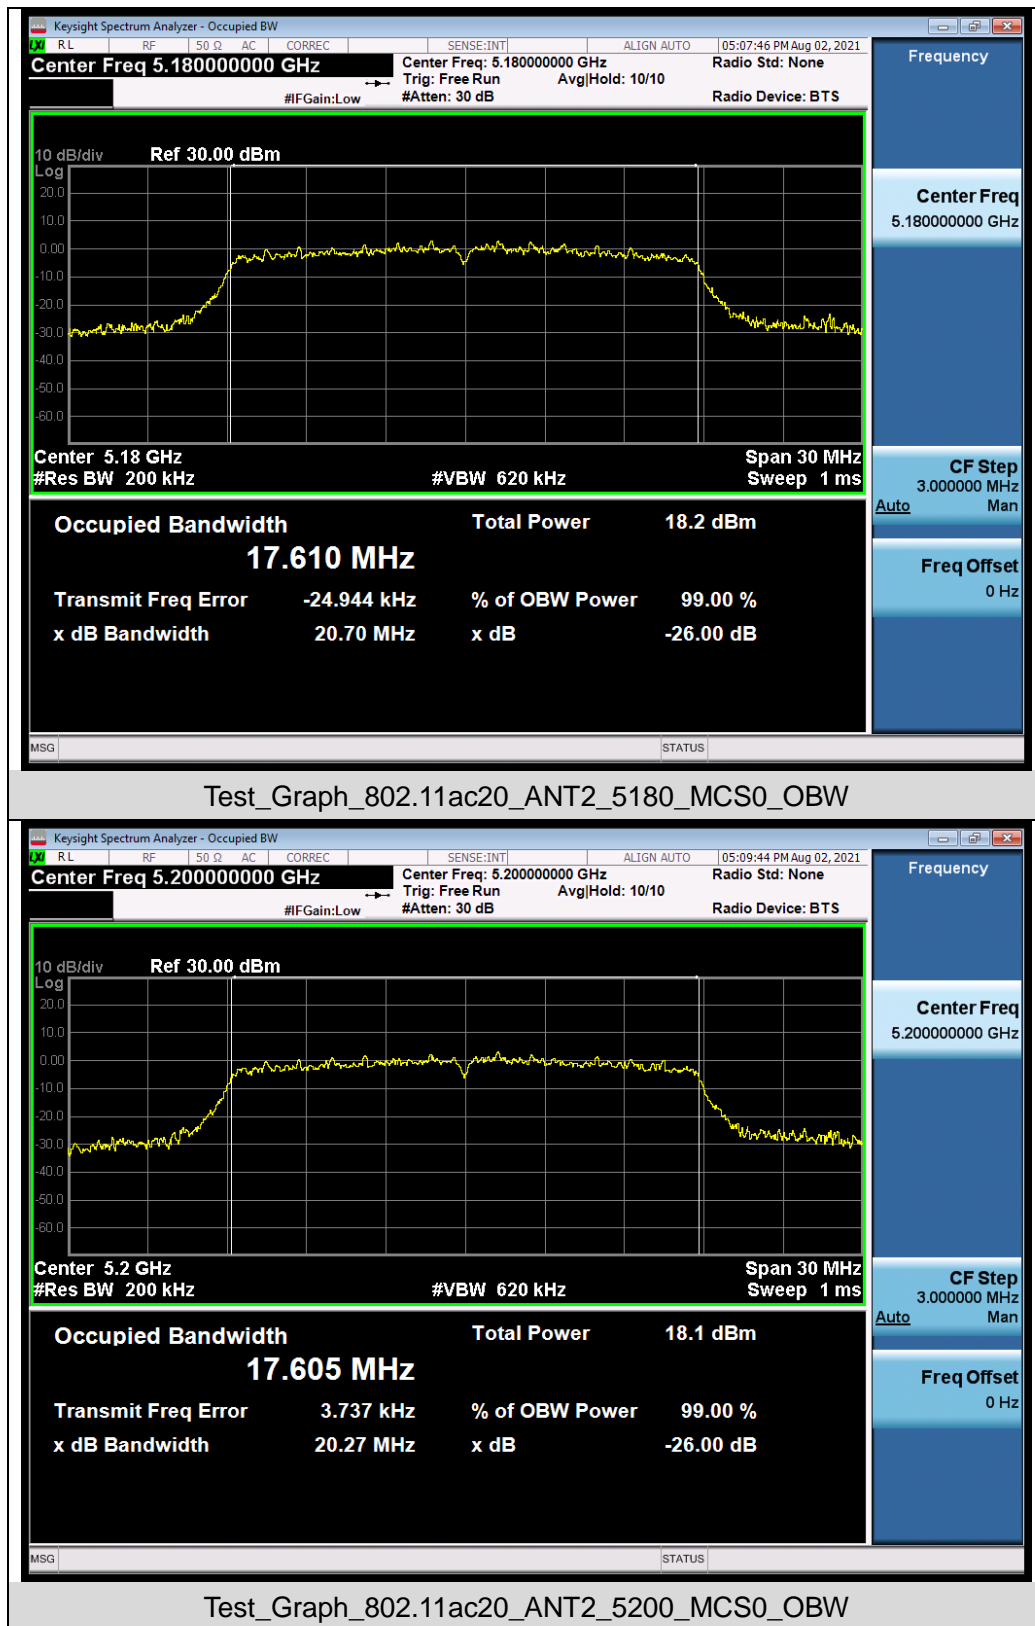 Keysight Spectrum Analyzer - Occupied BW
LXI RL RF 50 Ω AC CORREC SENSE:INT ALIGN AUTO 05:07:46 PM Aug 02, 2021
Center Freq 5.180000000 GHz Center Freq: 5.180000000 GHz Radio Std: None
Trig: Free Run Avg|Hold: 10/10
#IFGain:Low #Atten: 30 dB Radio Device: BTS
Frequency
10 dB/div Ref 30.00 dBm
Log
20.0
10.0
0.00
-10.0
-20.0
-30.0
-40.0
-50.0
-60.0
Center 5.18 GHz Span 30 MHz
#Res BW 200 kHz #VBW 620 kHz Sweep 1 ms
Center Freq
5.180000000 GHz
CF Step
3.000000 MHz
Auto Man
Freq Offset
0 Hz
Occupied Bandwidth Total Power 18.2 dBm
17.610 MHz
Transmit Freq Error -24.944 kHz % of OBW Power 99.00 %
x dB Bandwidth 20.70 MHz x dB -26.00 dB
MSG STATUS
Test_Graph_802.11ac20_ANT2_5180_MCS0_OBW
Keysight Spectrum Analyzer - Occupied BW
LXI RL RF 50 Ω AC CORREC SENSE:INT ALIGN AUTO 05:09:44 PM Aug 02, 2021
Center Freq 5.200000000 GHz Center Freq: 5.200000000 GHz Radio Std: None
Trig: Free Run Avg|Hold: 10/10
#IFGain:Low #Atten: 30 dB Radio Device: BTS
Frequency
10 dB/div Ref 30.00 dBm
Log
20.0
10.0
0.00
-10.0
-20.0
-30.0
-40.0
-50.0
-60.0
Center 5.2 GHz Span 30 MHz
#Res BW 200 kHz #VBW 620 kHz Sweep 1 ms
Center Freq
5.200000000 GHz
CF Step
3.000000 MHz
Auto Man
Freq Offset
0 Hz
Occupied Bandwidth Total Power 18.1 dBm
17.605 MHz
Transmit Freq Error 3.737 kHz % of OBW Power 99.00 %
x dB Bandwidth 20.27 MHz x dB -26.00 dB
MSG STATUS
Test_Graph_802.11ac20_ANT2_5200_MCS0_OBW